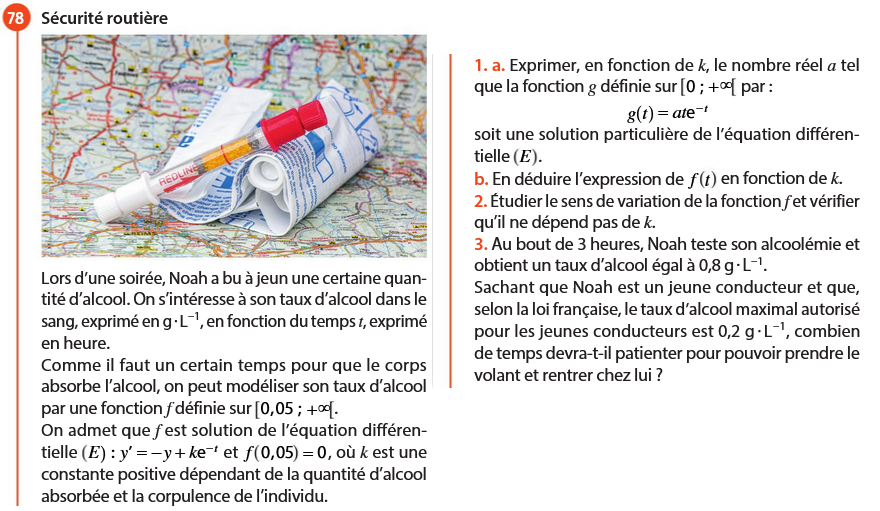 78 Sécurité routière
REDLINE
Lors d'une soirée, Noah a bu à jeun une certaine quan-
tité d'alcool. On s'intéresse à son taux d'alcool dans le
sang, exprimé en g·L⁻¹, en fonction du temps t, exprimé
en heure.
Comme il faut un certain temps pour que le corps
absorbe l'alcool, on peut modéliser son taux d'alcool
par une fonction f définie sur [0,05 ; +∞[.
On admet que f est solution de l'équation différen-
tielle (E) : y' = −y + ke⁻ᵗ et f(0,05) = 0, où k est une
constante positive dépendant de la quantité d'alcool
absorbée et la corpulence de l'individu.
1. a. Exprimer, en fonction de k, le nombre réel a tel
que la fonction g définie sur [0 ; +∞[ par :
g(t) = ate⁻ᵗ
soit une solution particulière de l'équation différen-
tielle (E).
b. En déduire l'expression de f(t) en fonction de k.
2. Étudier le sens de variation de la fonction f et vérifier
qu'il ne dépend pas de k.
3. Au bout de 3 heures, Noah teste son alcoolémie et
obtient un taux d'alcool égal à 0,8 g·L⁻¹.
Sachant que Noah est un jeune conducteur et que,
selon la loi française, le taux d'alcool maximal autorisé
pour les jeunes conducteurs est 0,2 g·L⁻¹, combien
de temps devra-t-il patienter pour pouvoir prendre le
volant et rentrer chez lui ?